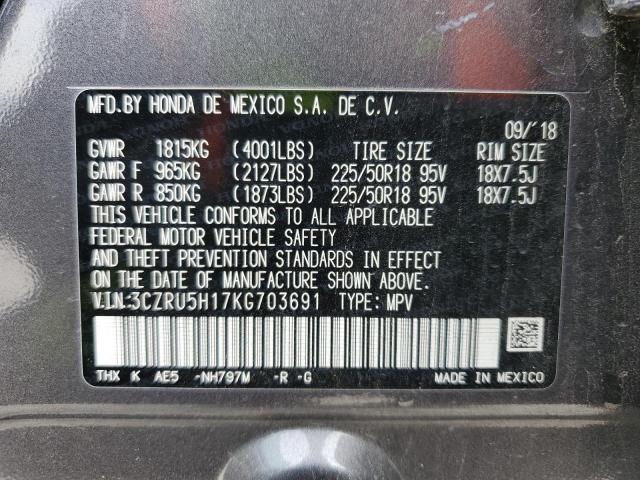 MFD.BY HONDA DE MEXICO S.A. DE C.V.
09/'18
GVWR 1815KG (4001LBS) TIRE SIZE RIM SIZE
GAWR F 965KG (2127LBS) 225/50R18 95V 18X7.5J
GAWR R 850KG (1873LBS) 225/50R18 95V 18X7.5J
THIS VEHICLE CONFORMS TO ALL APPLICABLE
FEDERAL MOTOR VEHICLE SAFETY
AND THEFT PREVENTION STANDARDS IN EFFECT
ON THE DATE OF MANUFACTURE SHOWN ABOVE.
V.I.N:3CZRU5H17KG703691 TYPE: MPV
THX K AE5 -NH797M -R -G MADE IN MEXICO